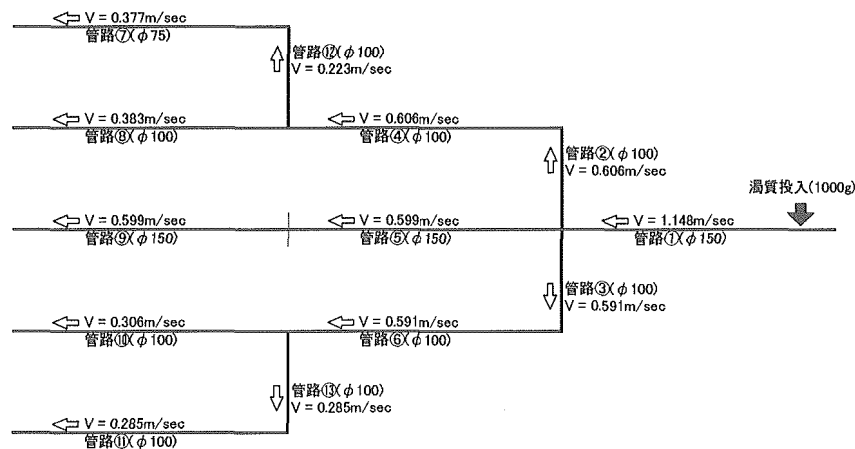 V = 0.377m/sec
管路⑦(φ75)
管路⑫(φ100)
V = 0.223m/sec
V = 0.383m/sec
管路⑧(φ100)
V = 0.606m/sec
管路④(φ100)
管路②(φ100)
V = 0.606m/sec
濁質投入(1000g)
V = 0.599m/sec
管路⑨(φ150)
V = 0.599m/sec
管路⑤(φ150)
V = 1.148m/sec
管路①(φ150)
管路③(φ100)
V = 0.591m/sec
V = 0.306m/sec
管路⑩(φ100)
V = 0.591m/sec
管路⑥(φ100)
管路⑬(φ100)
V = 0.285m/sec
V = 0.285m/sec
管路⑪(φ100)